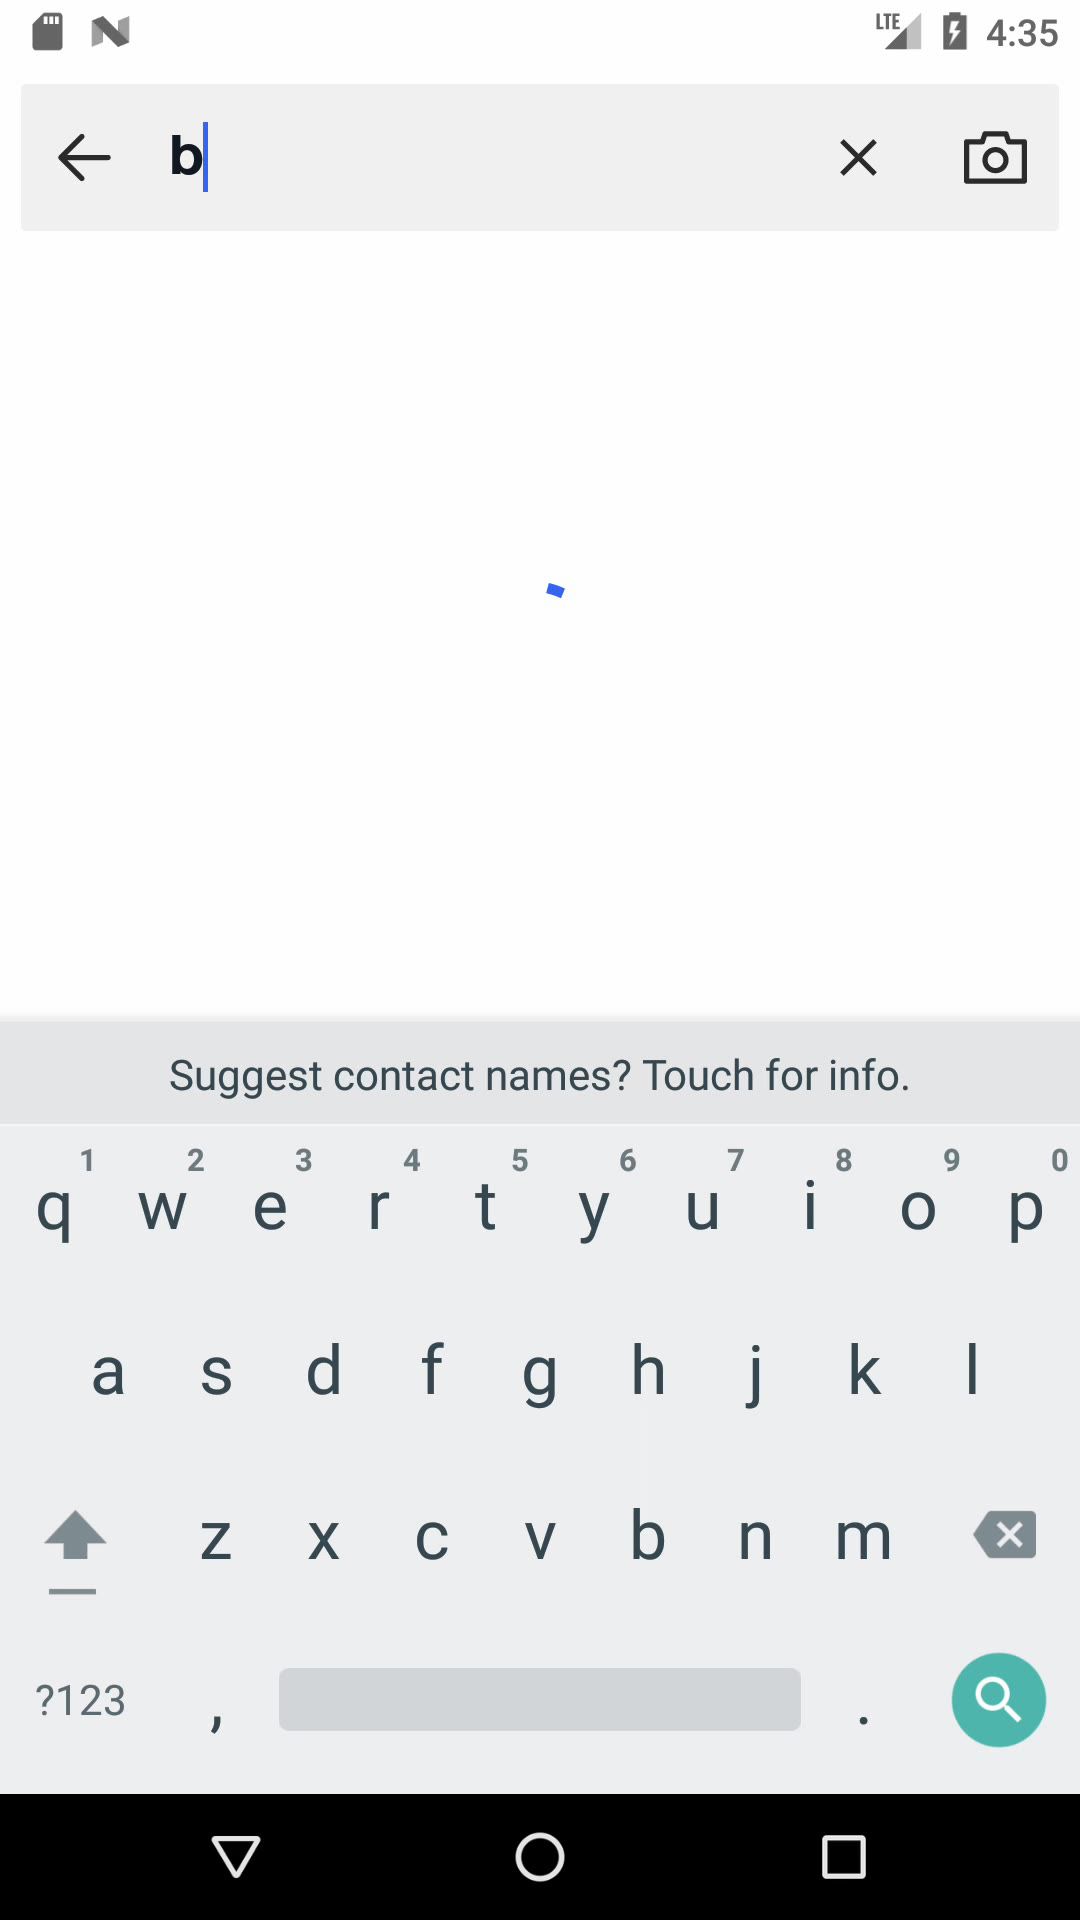 LTE 4:35
b
Suggest contact names? Touch for info.
1 2 3 4 5 6 7 8 9 0
q w e r t y u i o p
a s d f g h j k l
z x c v b n m
?123 , .